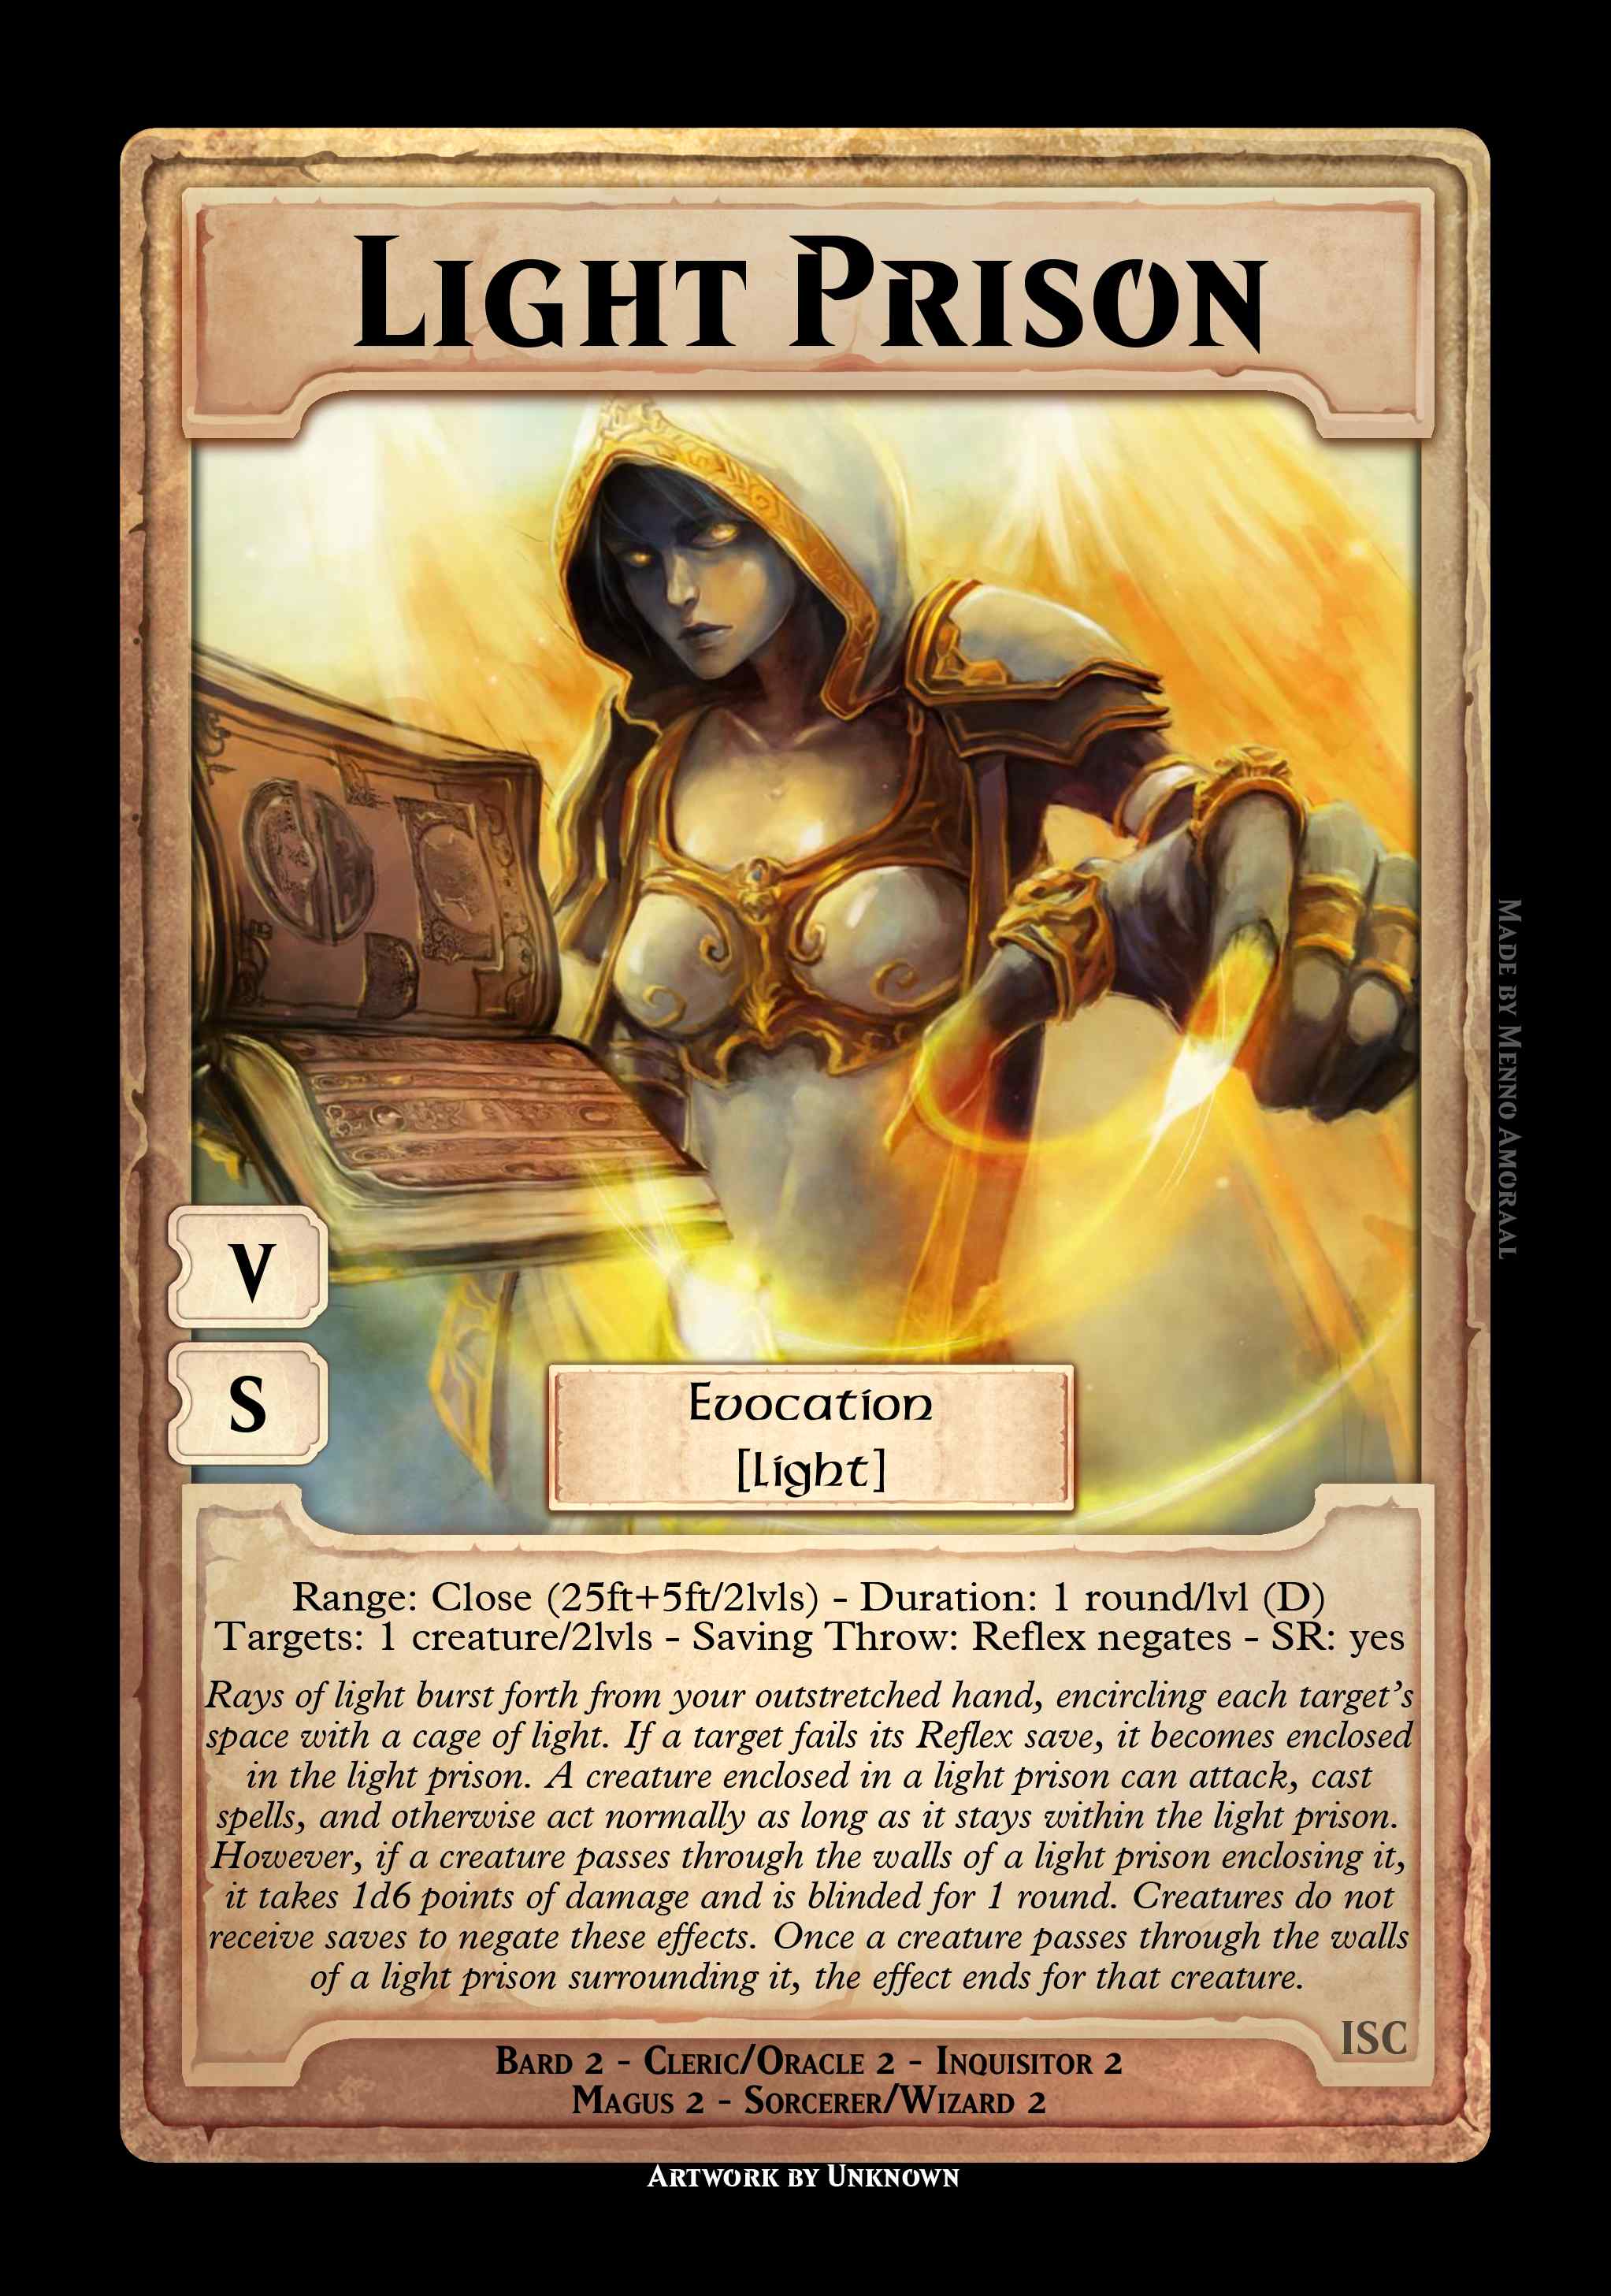 Light Prison
Made by Menno Amoraal
V
S
Evocation
[Light]
Range: Close (25ft+5ft/2lvls) - Duration: 1 round/lvl (D)
Targets: 1 creature/2lvls - Saving Throw: Reflex negates - SR: yes
Rays of light burst forth from your outstretched hand, encircling each target's
space with a cage of light. If a target fails its Reflex save, it becomes enclosed
in the light prison. A creature enclosed in a light prison can attack, cast
spells, and otherwise act normally as long as it stays within the light prison.
However, if a creature passes through the walls of a light prison enclosing it,
it takes 1d6 points of damage and is blinded for 1 round. Creatures do not
receive saves to negate these effects. Once a creature passes through the walls
of a light prison surrounding it, the effect ends for that creature.
ISC
Bard 2 - Cleric/Oracle 2 - Inquisitor 2
Magus 2 - Sorcerer/Wizard 2
Artwork by Unknown